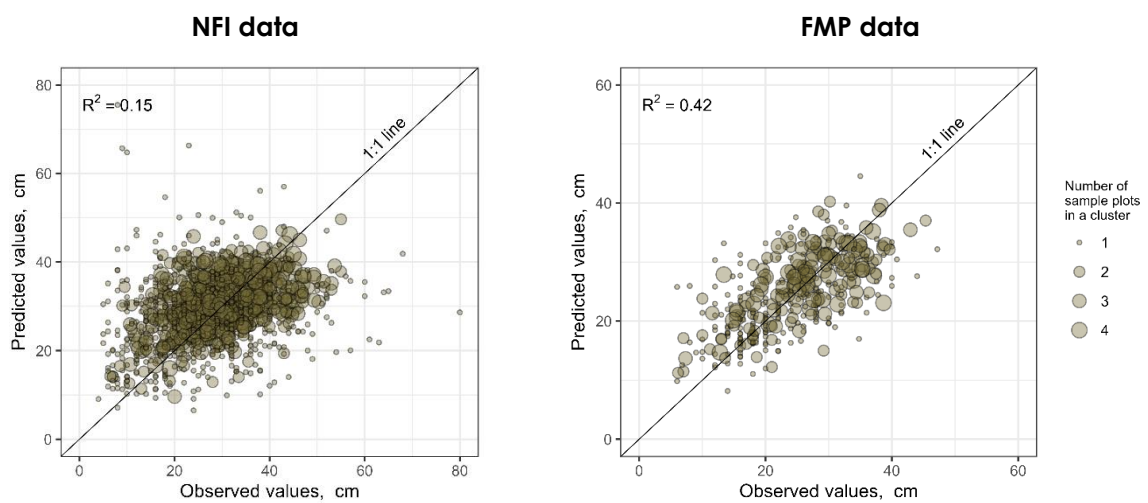 NFI data
FMP data
80
60
40
20
0
R² = 0.15
1:1 line
0
20
40
60
80
Predicted values, cm
Observed values, cm
60
40
20
0
R² = 0.42
1:1 line
0
20
40
60
Predicted values, cm
Observed values, cm
Number of
sample plots
in a cluster
1
2
3
4